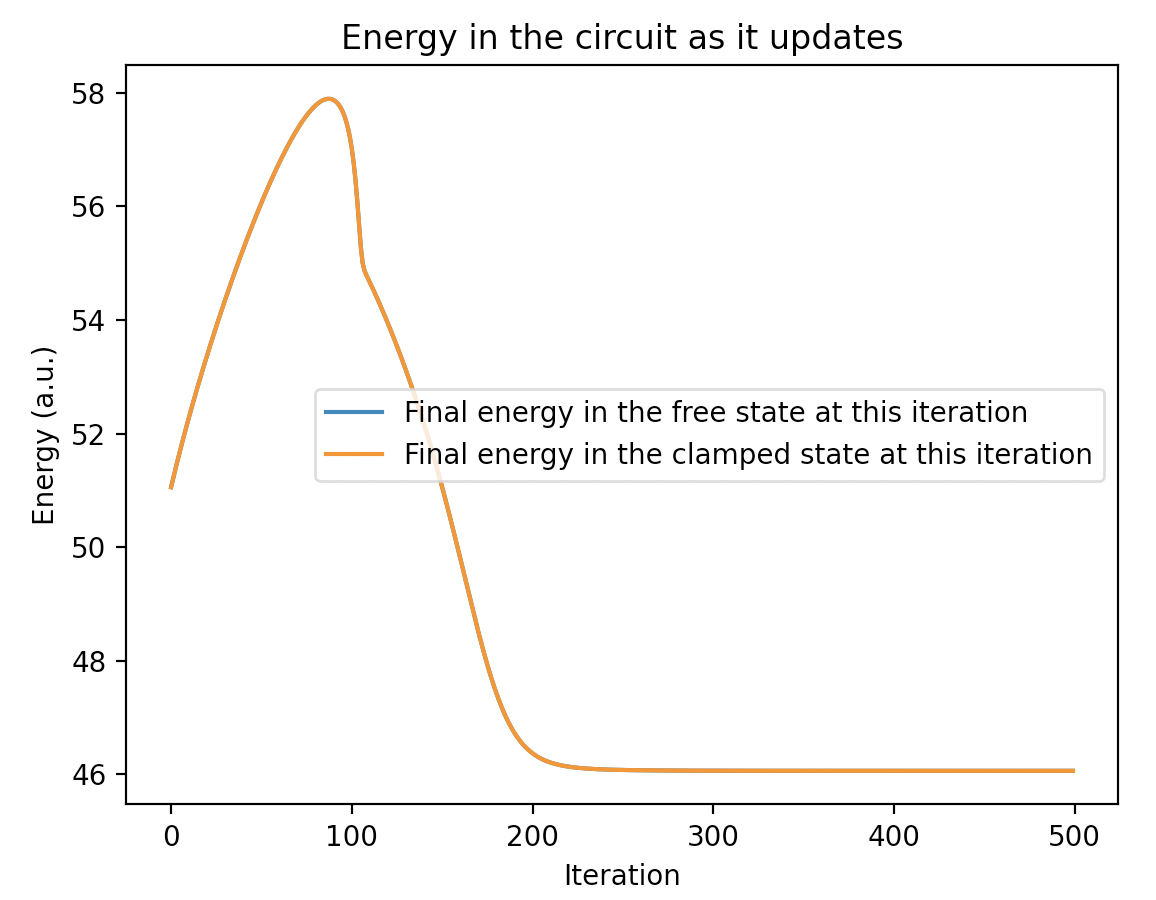 Energy in the circuit as it updates
Energy (a.u.)
58
56
54
52
50
48
46
Final energy in the free state at this iteration
Final energy in the clamped state at this iteration
0 100 200 300 400 500
Iteration